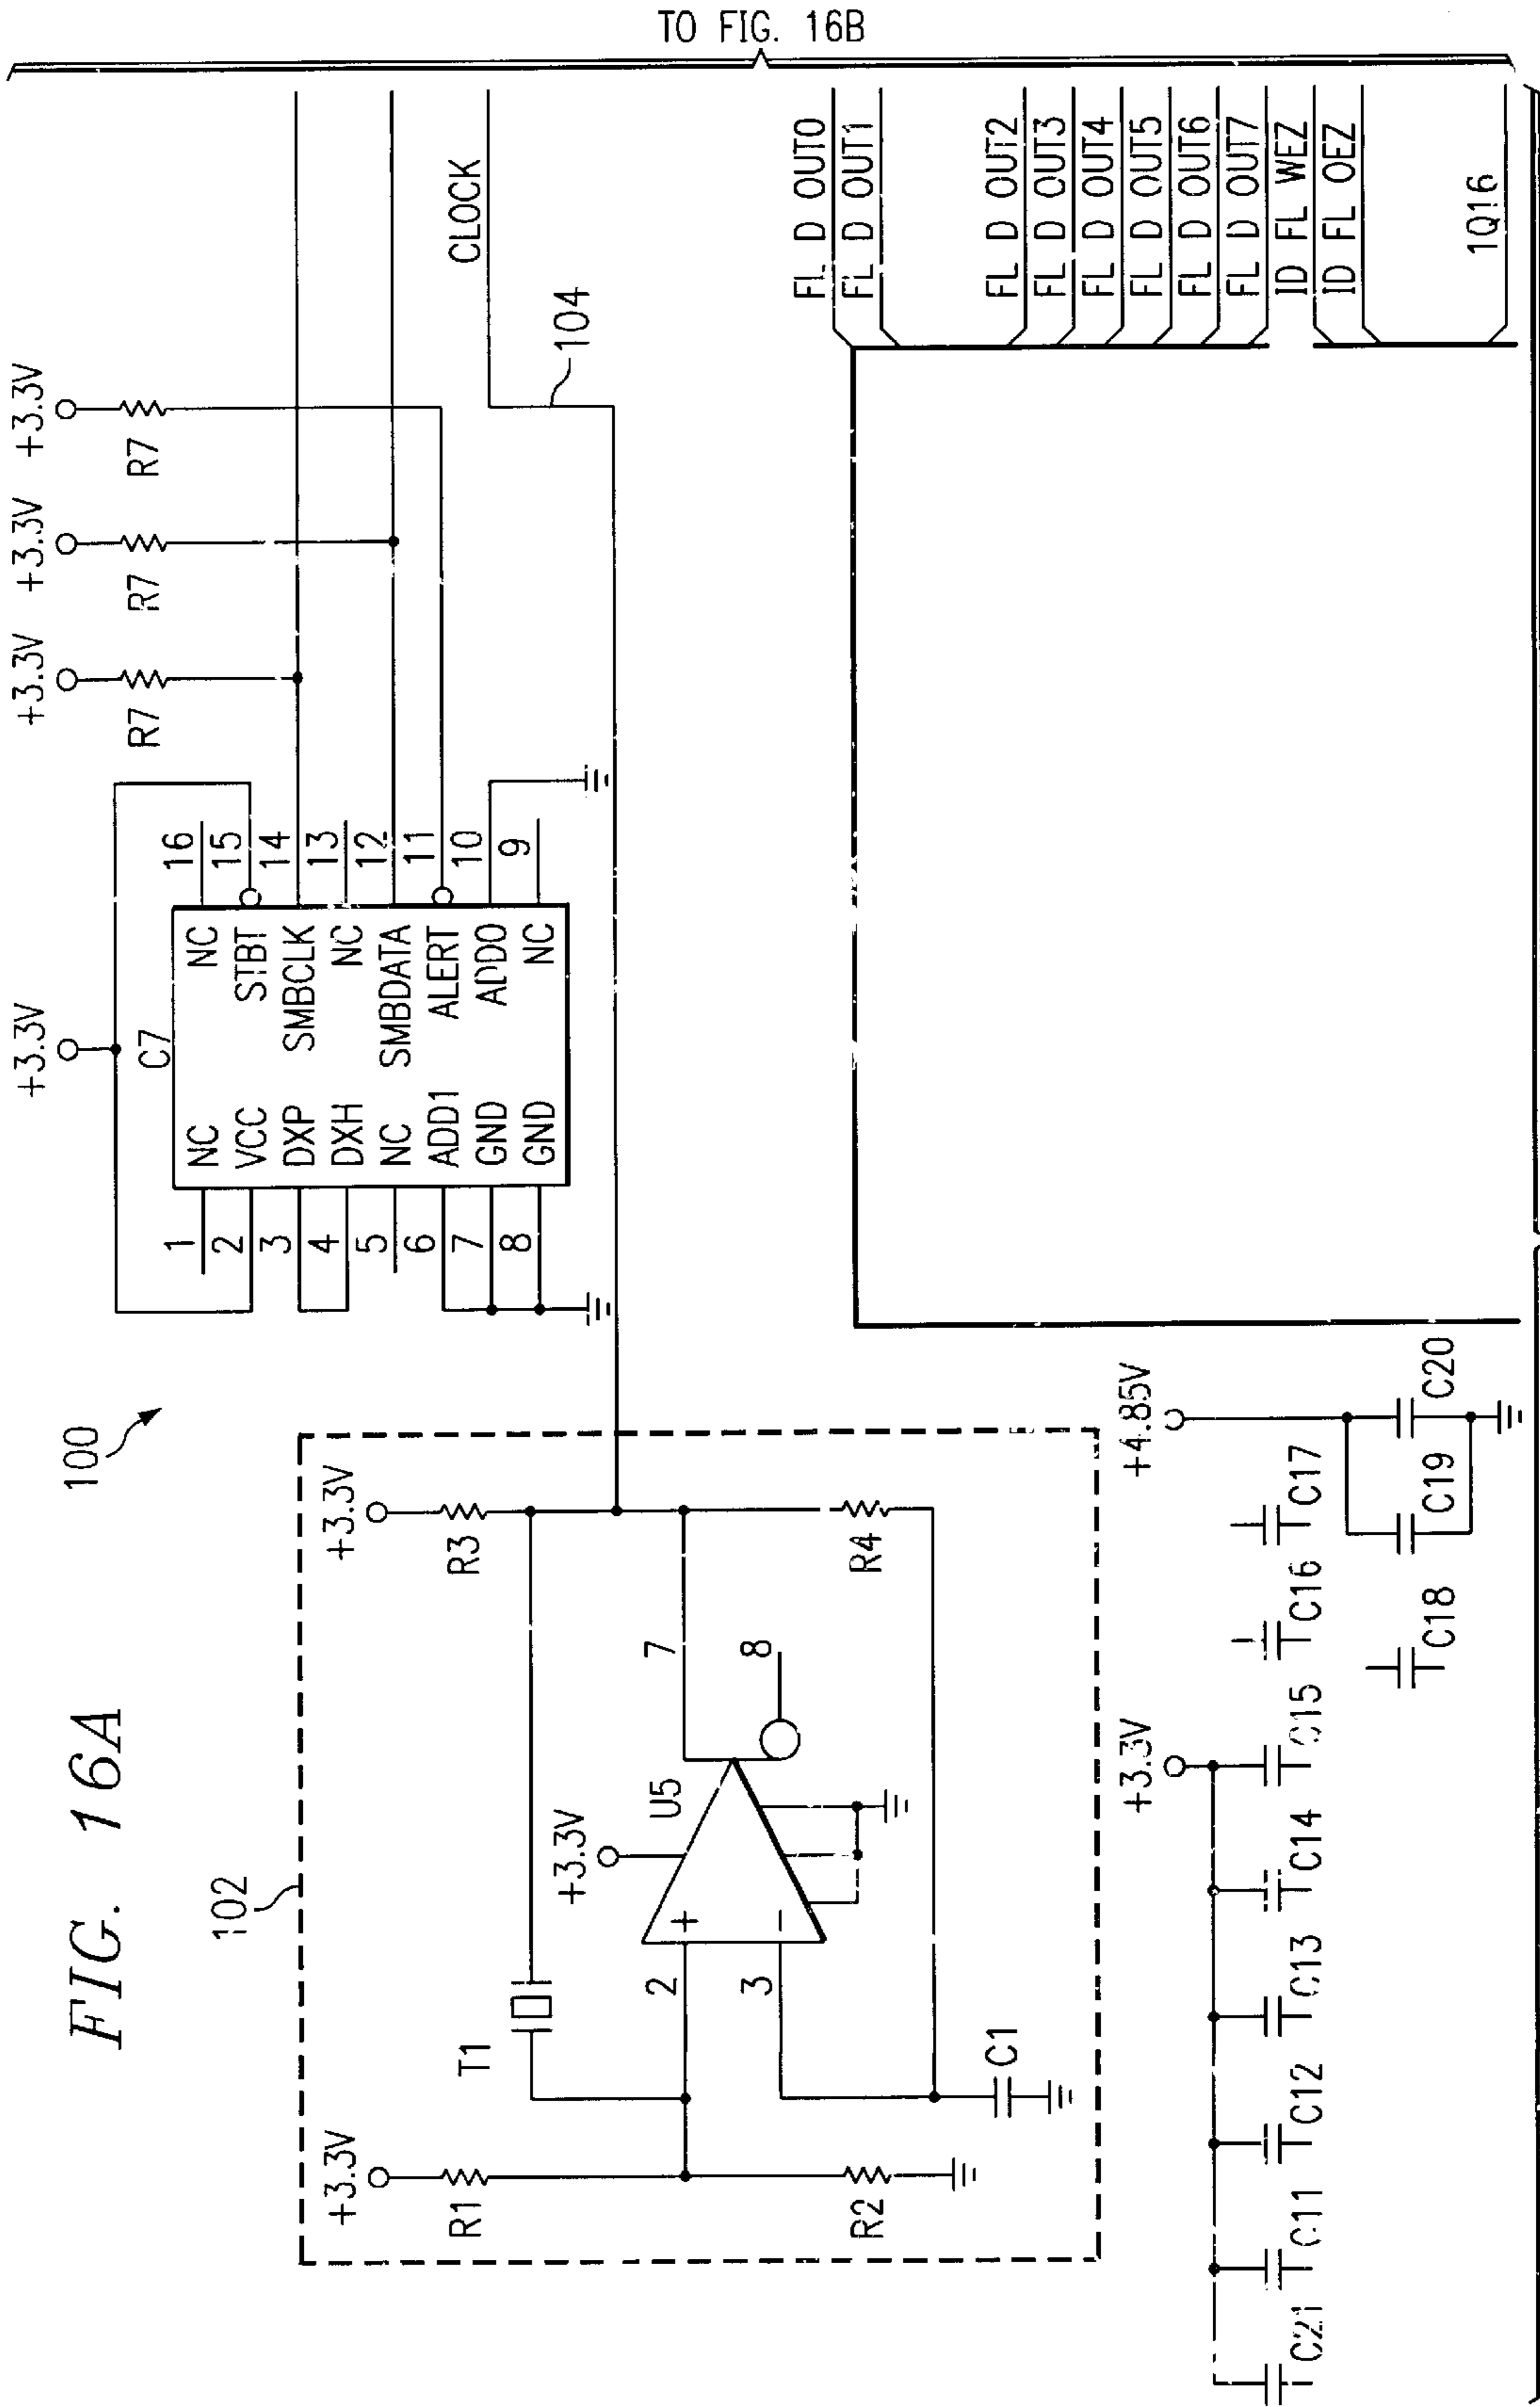 FIG. 16A
100
TO FIG. 16B
102
+3.3V
R1
R2
T1
2
3
+
−
+3.3V
U5
7
8
C1
+3.3V
R3
R4
+3.3V
C7
1 NC
2 VCC
3 DXP
4 DXH
5 NC
6 ADD1
7 GND
8 GND
NC 16
STBT 15
SMBCLK 14
NC 13
SMBDATA 12
ALERT 11
ADD0 10
NC 9
+3.3V +3.3V +3.3V
R7 R7 R7
CLOCK
104
FL D OUT0
FL D OUT1
FL D OUT2
FL D OUT3
FL D OUT4
FL D OUT5
FL D OUT6
FL D OUT7
ID FL WEZ
ID FL OEZ
1Q16
+3.3V
C21 C11 C12 C13 C14 C15 C16 C17
+4.85V
C18 C19 C20